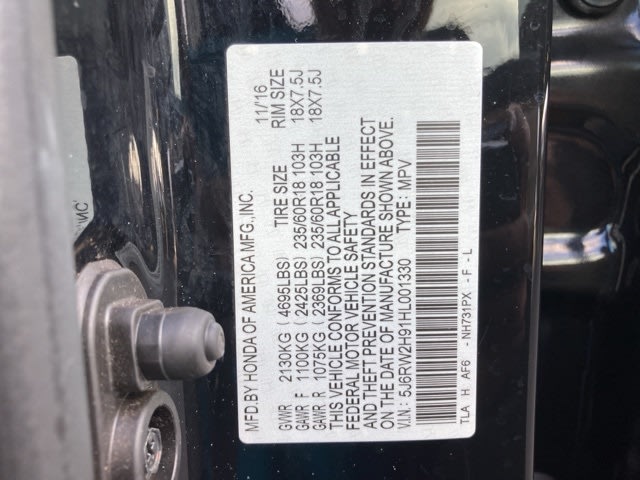 MFD.BY HONDA OF AMERICA MFG.,INC. 11/16
GVWR 2130KG ( 4695LBS) TIRE SIZE RIM SIZE
GAWR F 1100KG ( 2425LBS) 235/60R18 103H 18X7.5J
GAWR R 1075KG ( 2369LBS) 235/60R18 103H 18X7.5J
THIS VEHICLE CONFORMS TO ALL APPLICABLE
FEDERAL MOTOR VEHICLE SAFETY
AND THEFT PREVENTION STANDARDS IN EFFECT
ON THE DATE OF MANUFACTURE SHOWN ABOVE.
V.I.N.: 5J6RW2H91HL001330 TYPE: MPV
TLA H AF6 -NH731PX -F-L